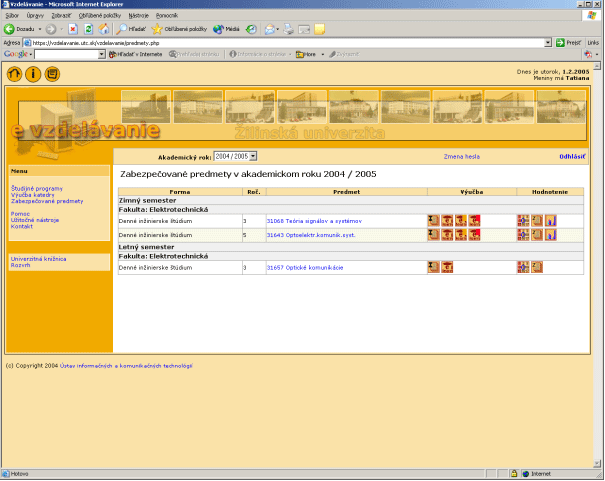 Vzdelávanie - Microsoft Internet Explorer
Súbor Úpravy Zobraziť Obľúbené položky Nástroje Pomocník
Dozadu Hľadať Obľúbené položky Médiá
Adresa https://vzdelavanie.utc.sk/vzdelavanie/predmety.php Prejsť Links
Google Hľadať v Internete Prehľadaj stránku Informácie o stránke Hore Zvýrazniť
Dnes je utorok, 1.2.2005
Meniny má Tatiana
e vzdelávanie
Žilinská univerzita
Akademický rok: 2004 / 2005 Zmena hesla Odhlásiť
Menu
Študijné programy
Výučba katedry
Zabezpečované predmety
Pomoc
Užitočné nástroje
Kontakt
Univerzitná knižnica
Rozvrh
Zabezpečované predmety v akademickom roku 2004 / 2005
Forma Roč. Predmet Výučba Hodnotenie
Zimný semester
Fakulta: Elektrotechnická
Denné inžinierske štúdium 3 31068 Teória signálov a systémov
Denné inžinierske štúdium 5 31643 Optoelektr.komunik.syst.
Letný semester
Fakulta: Elektrotechnická
Denné inžinierske štúdium 3 31657 Optické komunikácie
(c) Copyright 2004 Ústav informačných a komunikačných technológií
Hotovo Internet